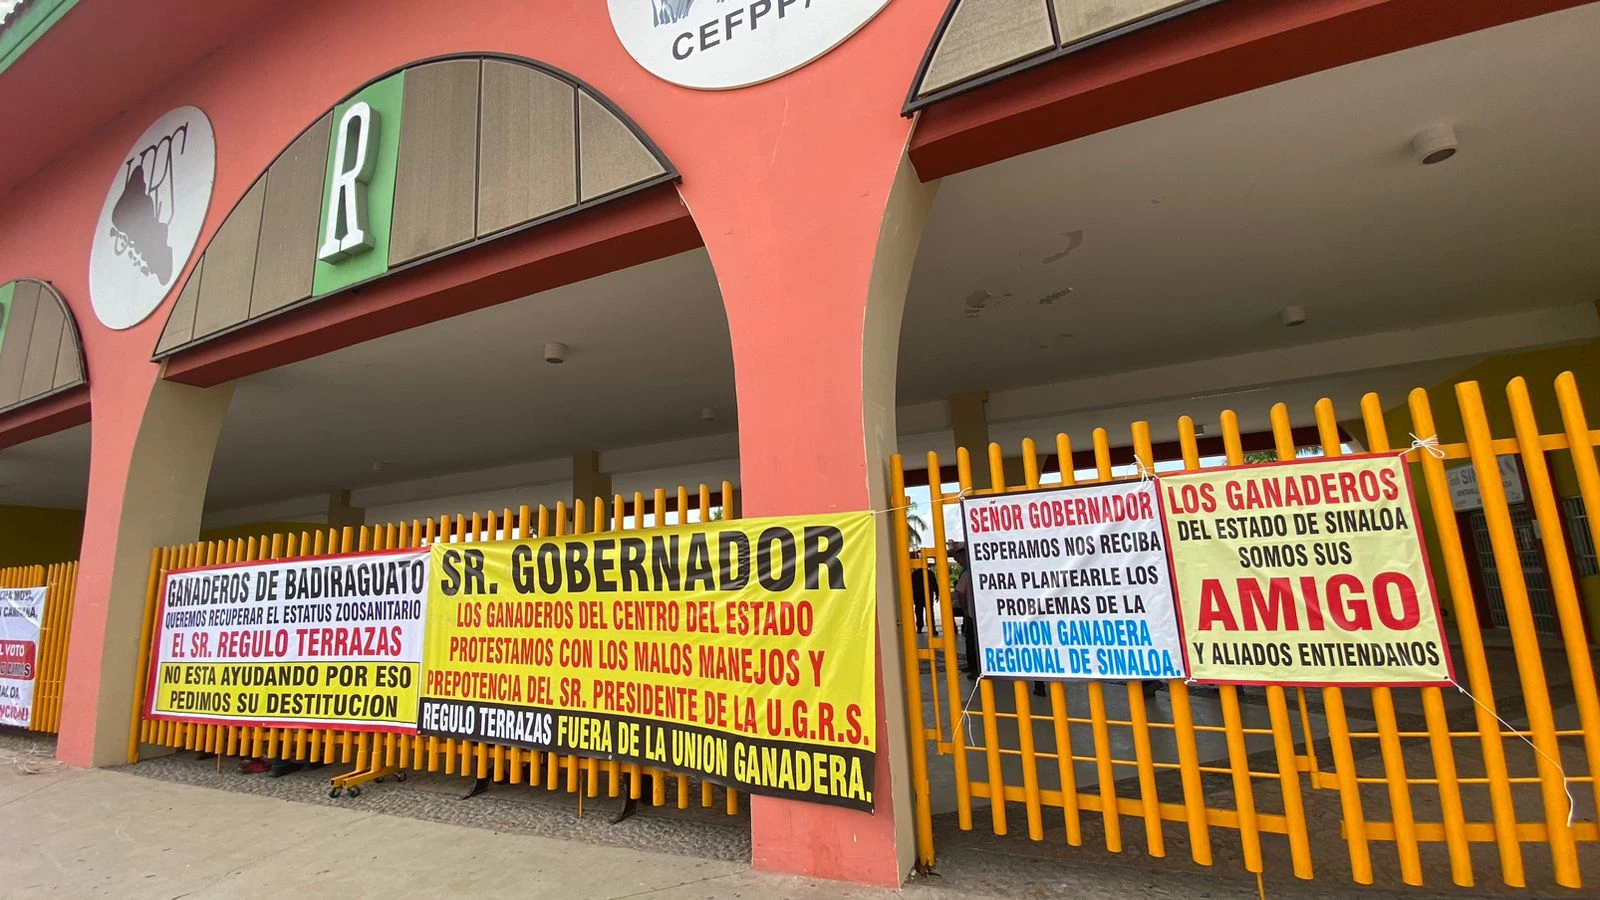 CEFPPA
R
GANADEROS DE BADIRAGUATO
QUEREMOS RECUPERAR EL ESTATUS ZOOSANITARIO
EL SR. REGULO TERRAZAS
NO ESTA AYUDANDO POR ESO
PEDIMOS SU DESTITUCION
SR. GOBERNADOR
LOS GANADEROS DEL CENTRO DEL ESTADO
PROTESTAMOS CON LOS MALOS MANEJOS Y
PREPOTENCIA DEL SR. PRESIDENTE DE LA U.G.R.S.
REGULO TERRAZAS FUERA DE LA UNION GANADERA.
SEÑOR GOBERNADOR
ESPERAMOS NOS RECIBA
PARA PLANTEARLE LOS
PROBLEMAS DE LA
UNION GANADERA
REGIONAL DE SINALOA.
LOS GANADEROS
DEL ESTADO DE SINALOA
SOMOS SUS
AMIGO
Y ALIADOS ENTIENDANOS
VOTO